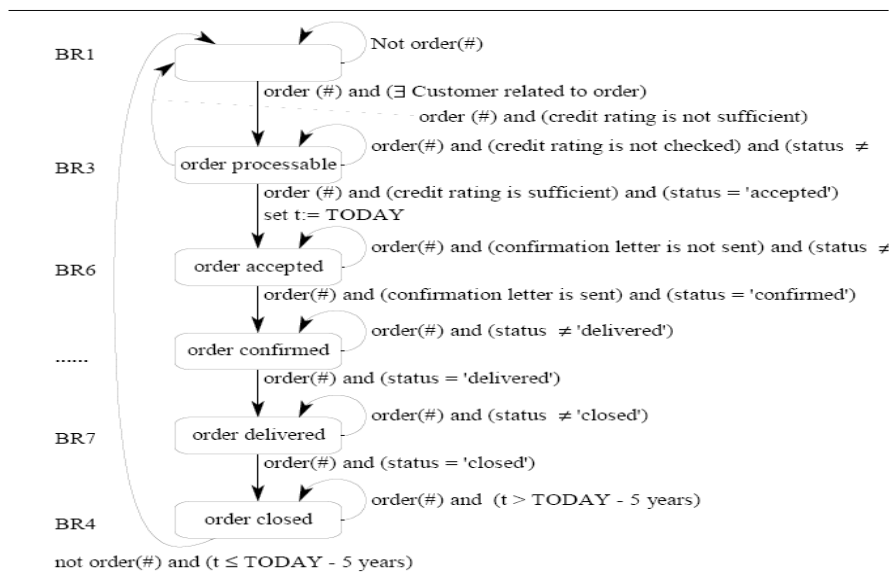 Not order(#)
BR1
order (#) and (∃ Customer related to order)
order (#) and (credit rating is not sufficient)
order(#) and (credit rating is not checked) and (status ≠
order processable
BR3
order (#) and (credit rating is sufficient) and (status = 'accepted')
set t:= TODAY
order(#) and (confirmation letter is not sent) and (status ≠
order accepted
BR6
order(#) and (confirmation letter is sent) and (status = 'confirmed')
order(#) and (status ≠ 'delivered')
order confirmed
......
order(#) and (status = 'delivered')
order(#) and (status ≠ 'closed')
order delivered
BR7
order(#) and (status = 'closed')
order(#) and (t > TODAY - 5 years)
order closed
BR4
not order(#) and (t ≤ TODAY - 5 years)